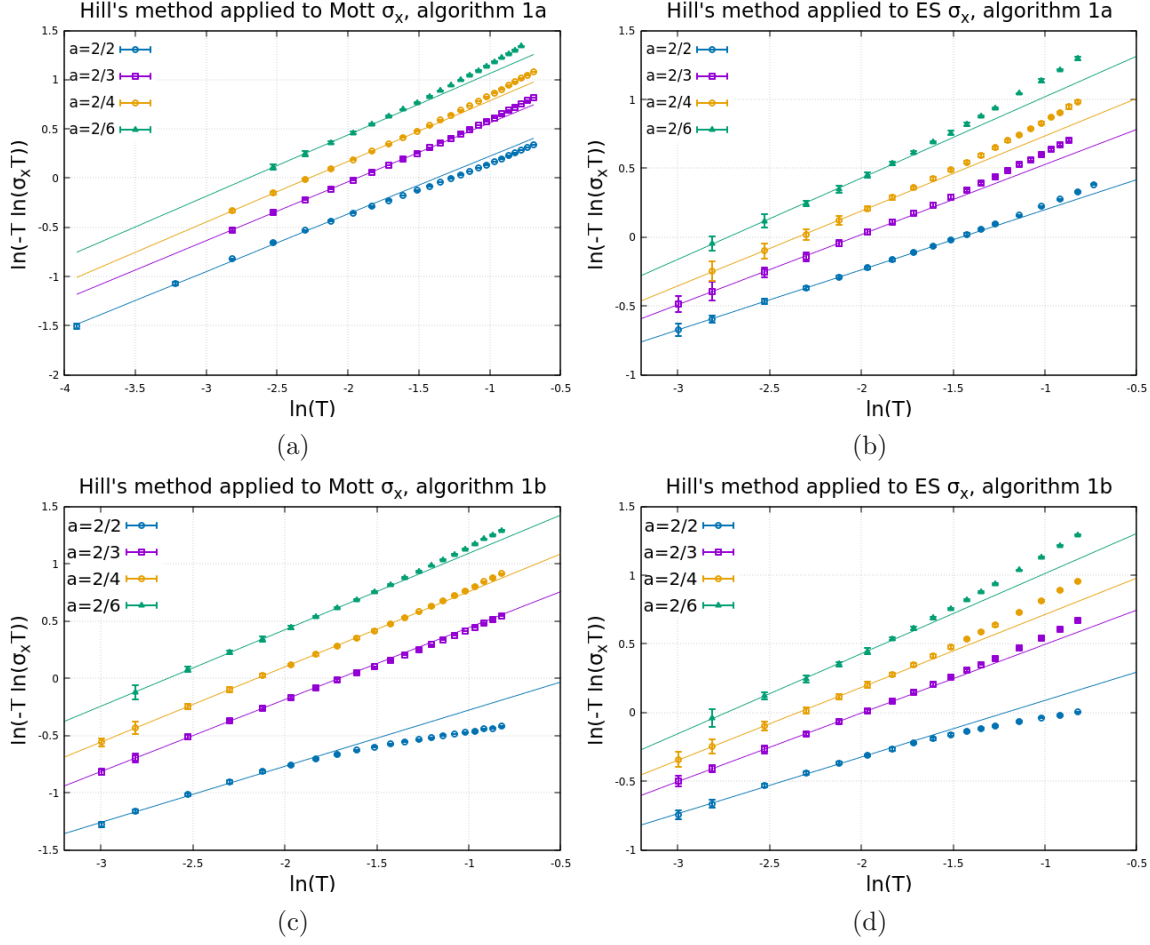 Hill's method applied to Mott σx, algorithm 1a
ln(-T ln(σxT))
1.5
1
0.5
0
-0.5
-1
-1.5
-2
a=2/2
a=2/3
a=2/4
a=2/6
-4 -3.5 -3 -2.5 -2 -1.5 -1 -0.5
ln(T)
(a)
Hill's method applied to ES σx, algorithm 1a
ln(-T ln(σxT))
1.5
1
0.5
0
-0.5
-1
a=2/2
a=2/3
a=2/4
a=2/6
-3 -2.5 -2 -1.5 -1 -0.5
ln(T)
(b)
Hill's method applied to Mott σx, algorithm 1b
ln(-T ln(σxT))
1.5
1
0.5
0
-0.5
-1
-1.5
a=2/2
a=2/3
a=2/4
a=2/6
-3 -2.5 -2 -1.5 -1 -0.5
ln(T)
(c)
Hill's method applied to ES σx, algorithm 1b
ln(-T ln(σxT))
1.5
1
0.5
0
-0.5
-1
a=2/2
a=2/3
a=2/4
a=2/6
-3 -2.5 -2 -1.5 -1 -0.5
ln(T)
(d)